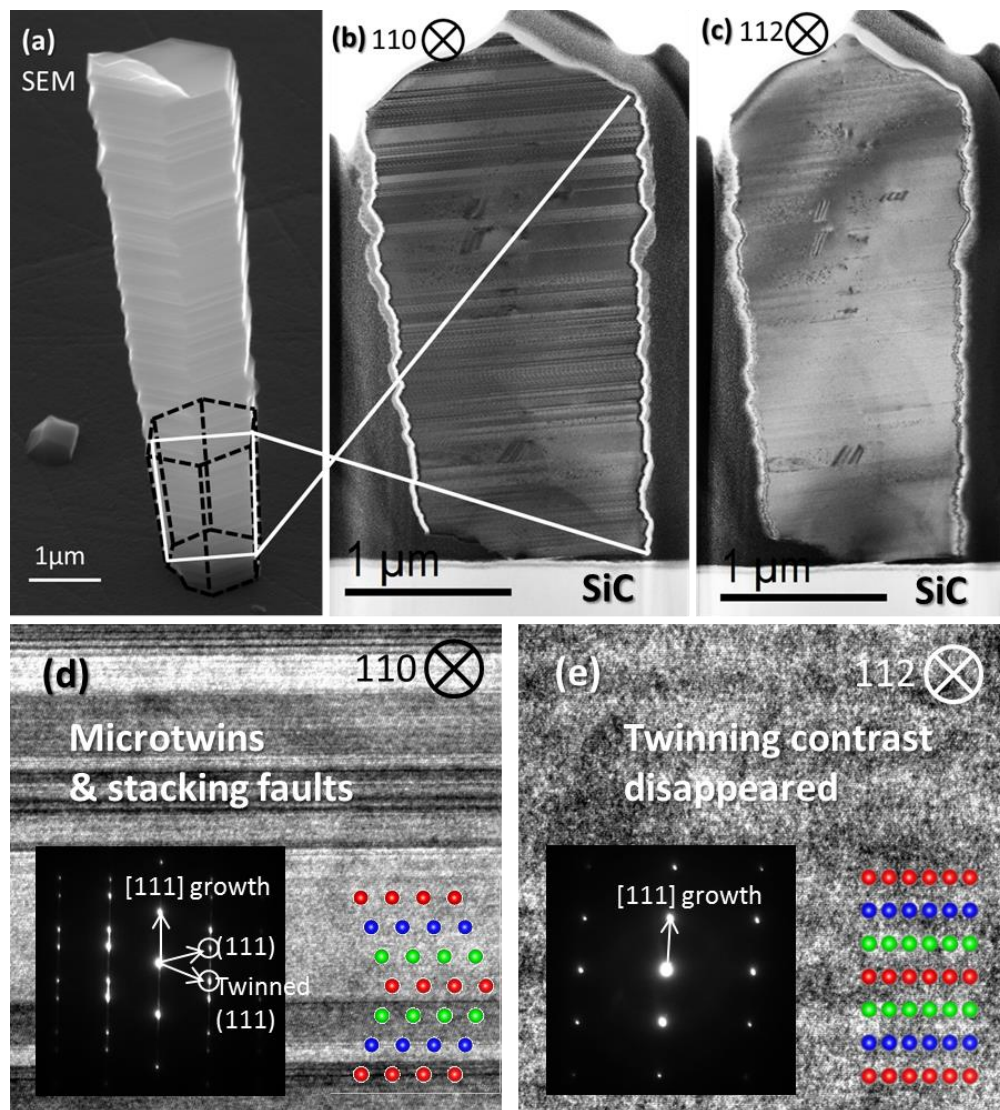 (a)
SEM
1µm
(b) 110
1 µm
SiC
(c) 112
1 µm
SiC
(d)
110
Microtwins
& stacking faults
[111] growth
(111)
Twinned
(111)
(e)
112
Twinning contrast
disappeared
[111] growth